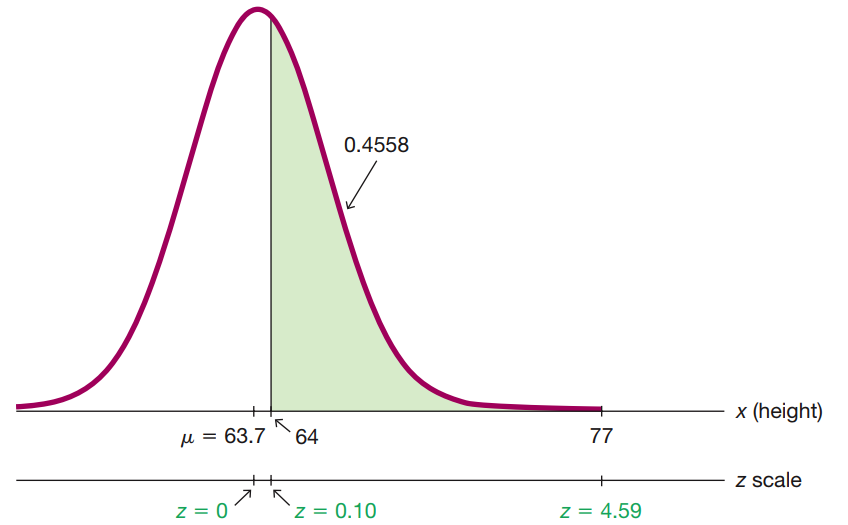 0.4558
x (height)
μ = 63.7
64
77
z scale
z = 0
z = 0.10
z = 4.59